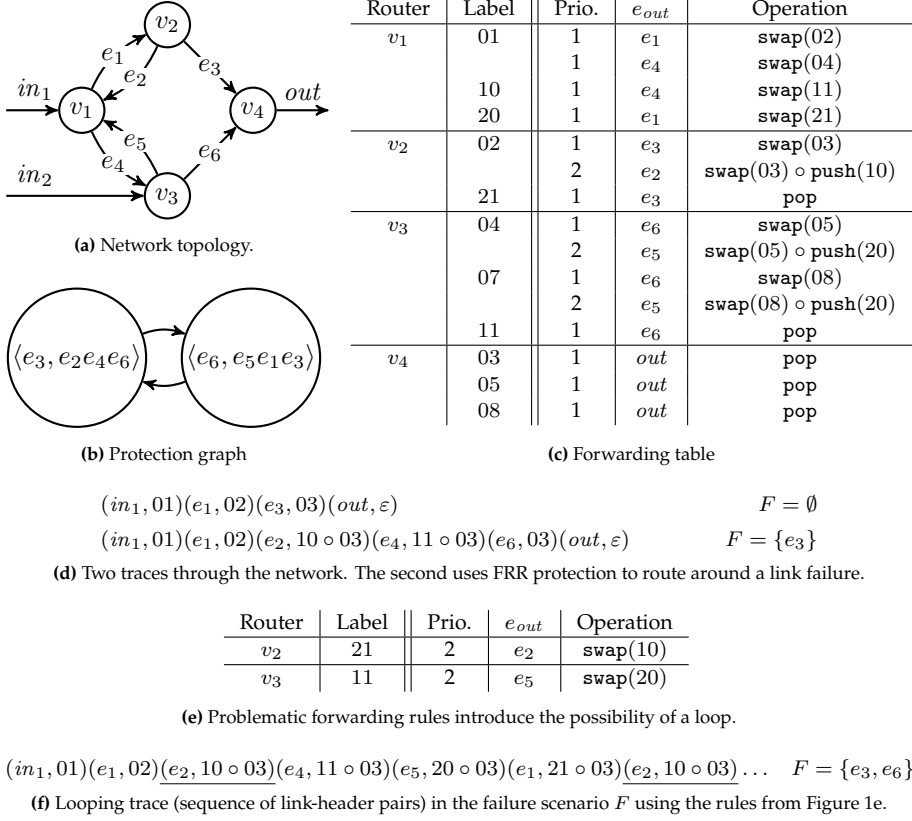 v₂
e₁
e₂
e₃
in₁
v₁
v₄
out
e₅
e₄
e₆
in₂
v₃
(a) Network topology.
⟨e₃, e₂e₄e₆⟩ ⟨e₆, e₅e₁e₃⟩
(b) Protection graph
Router Label Prio. e_out Operation
v₁ 01 1 e₁ swap(02)
1 e₄ swap(04)
10 1 e₄ swap(11)
20 1 e₁ swap(21)
v₂ 02 1 e₃ swap(03)
2 e₂ swap(03) ∘ push(10)
21 1 e₃ pop
v₃ 04 1 e₆ swap(05)
2 e₅ swap(05) ∘ push(20)
07 1 e₆ swap(08)
2 e₅ swap(08) ∘ push(20)
11 1 e₆ pop
v₄ 03 1 out pop
05 1 out pop
08 1 out pop
(c) Forwarding table
(in₁, 01)(e₁, 02)(e₃, 03)(out, ε) F = ∅
(in₁, 01)(e₁, 02)(e₂, 10 ∘ 03)(e₄, 11 ∘ 03)(e₆, 03)(out, ε) F = {e₃}
(d) Two traces through the network. The second uses FRR protection to route around a link failure.
Router Label Prio. e_out Operation
v₂ 21 2 e₂ swap(10)
v₃ 11 2 e₅ swap(20)
(e) Problematic forwarding rules introduce the possibility of a loop.
(in₁, 01)(e₁, 02)(e₂, 10 ∘ 03)(e₄, 11 ∘ 03)(e₅, 20 ∘ 03)(e₁, 21 ∘ 03)(e₂, 10 ∘ 03) ... F = {e₃, e₆}
(f) Looping trace (sequence of link-header pairs) in the failure scenario F using the rules from Figure 1e.